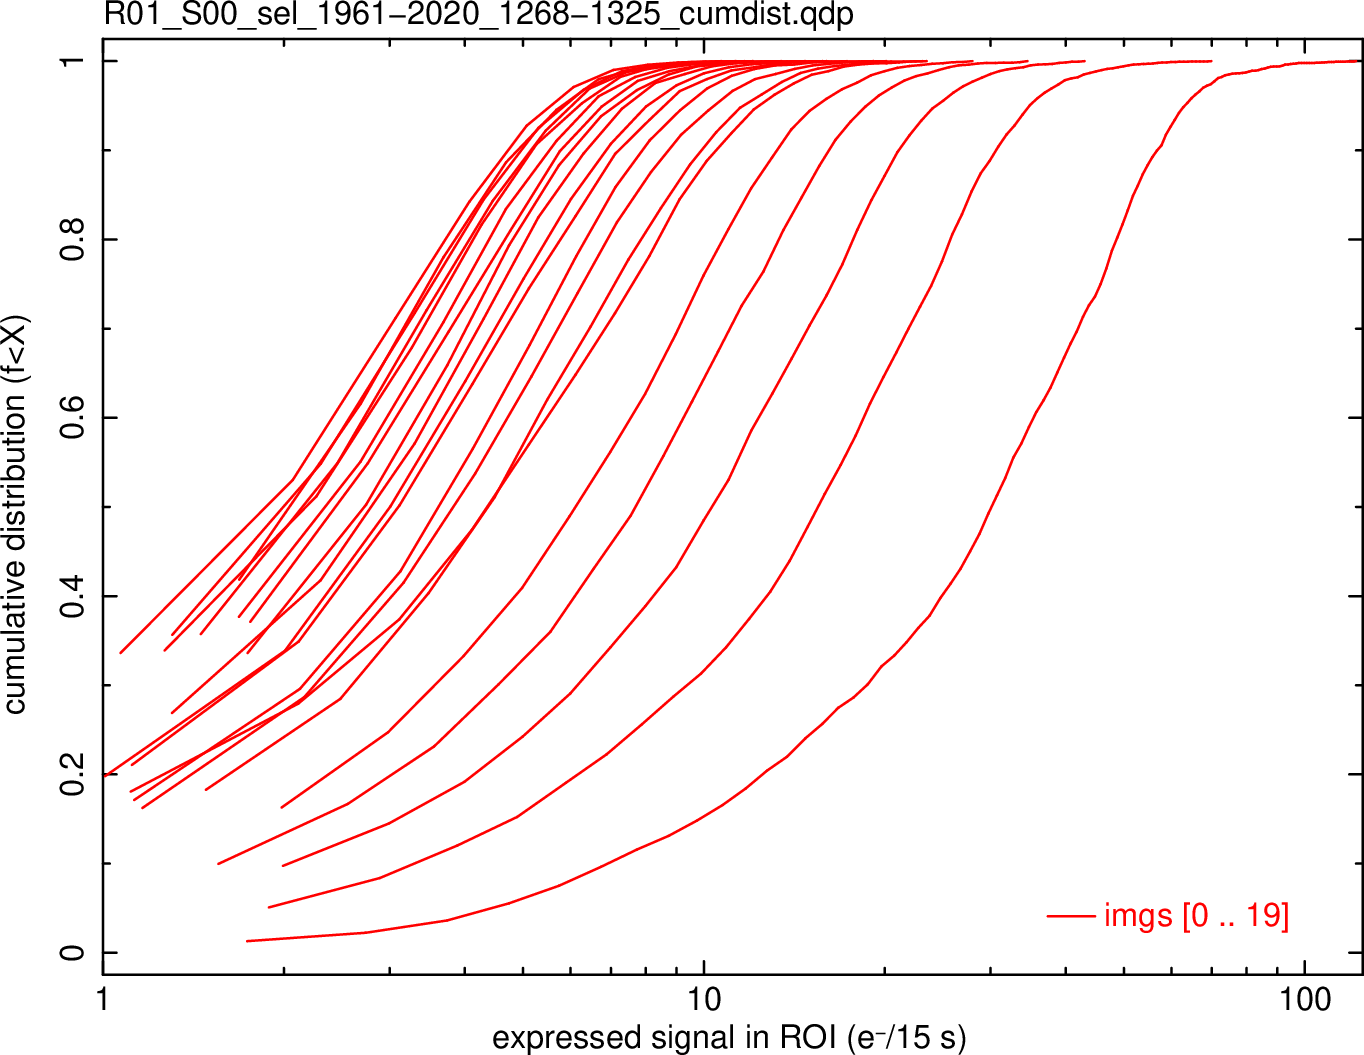 R01_S00_sel_1961−2020_1268−1325_cumdist.qdp
cumulative distribution (f<X)
1
0.8
0.6
0.4
0.2
0
imgs [0 .. 19]
1 10 100
expressed signal in ROI (e⁻/15 s)